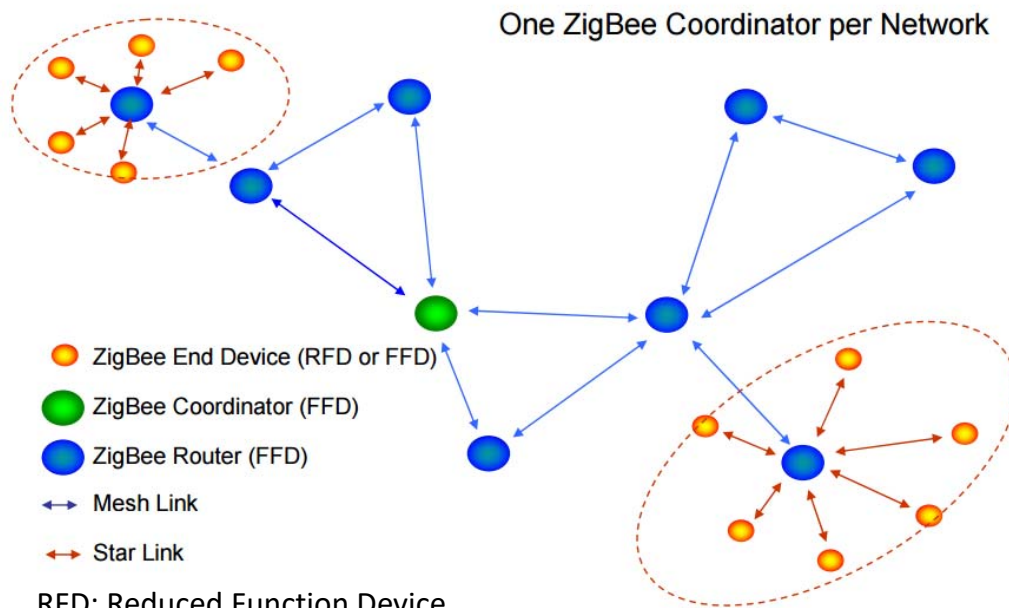 One ZigBee Coordinator per Network
ZigBee End Device (RFD or FFD)
ZigBee Coordinator (FFD)
ZigBee Router (FFD)
Mesh Link
Star Link
RFD: Reduced Function Device